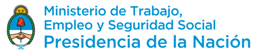 Ministerio de Trabajo,
Empleo y Seguridad Social
Presidencia de la Nación